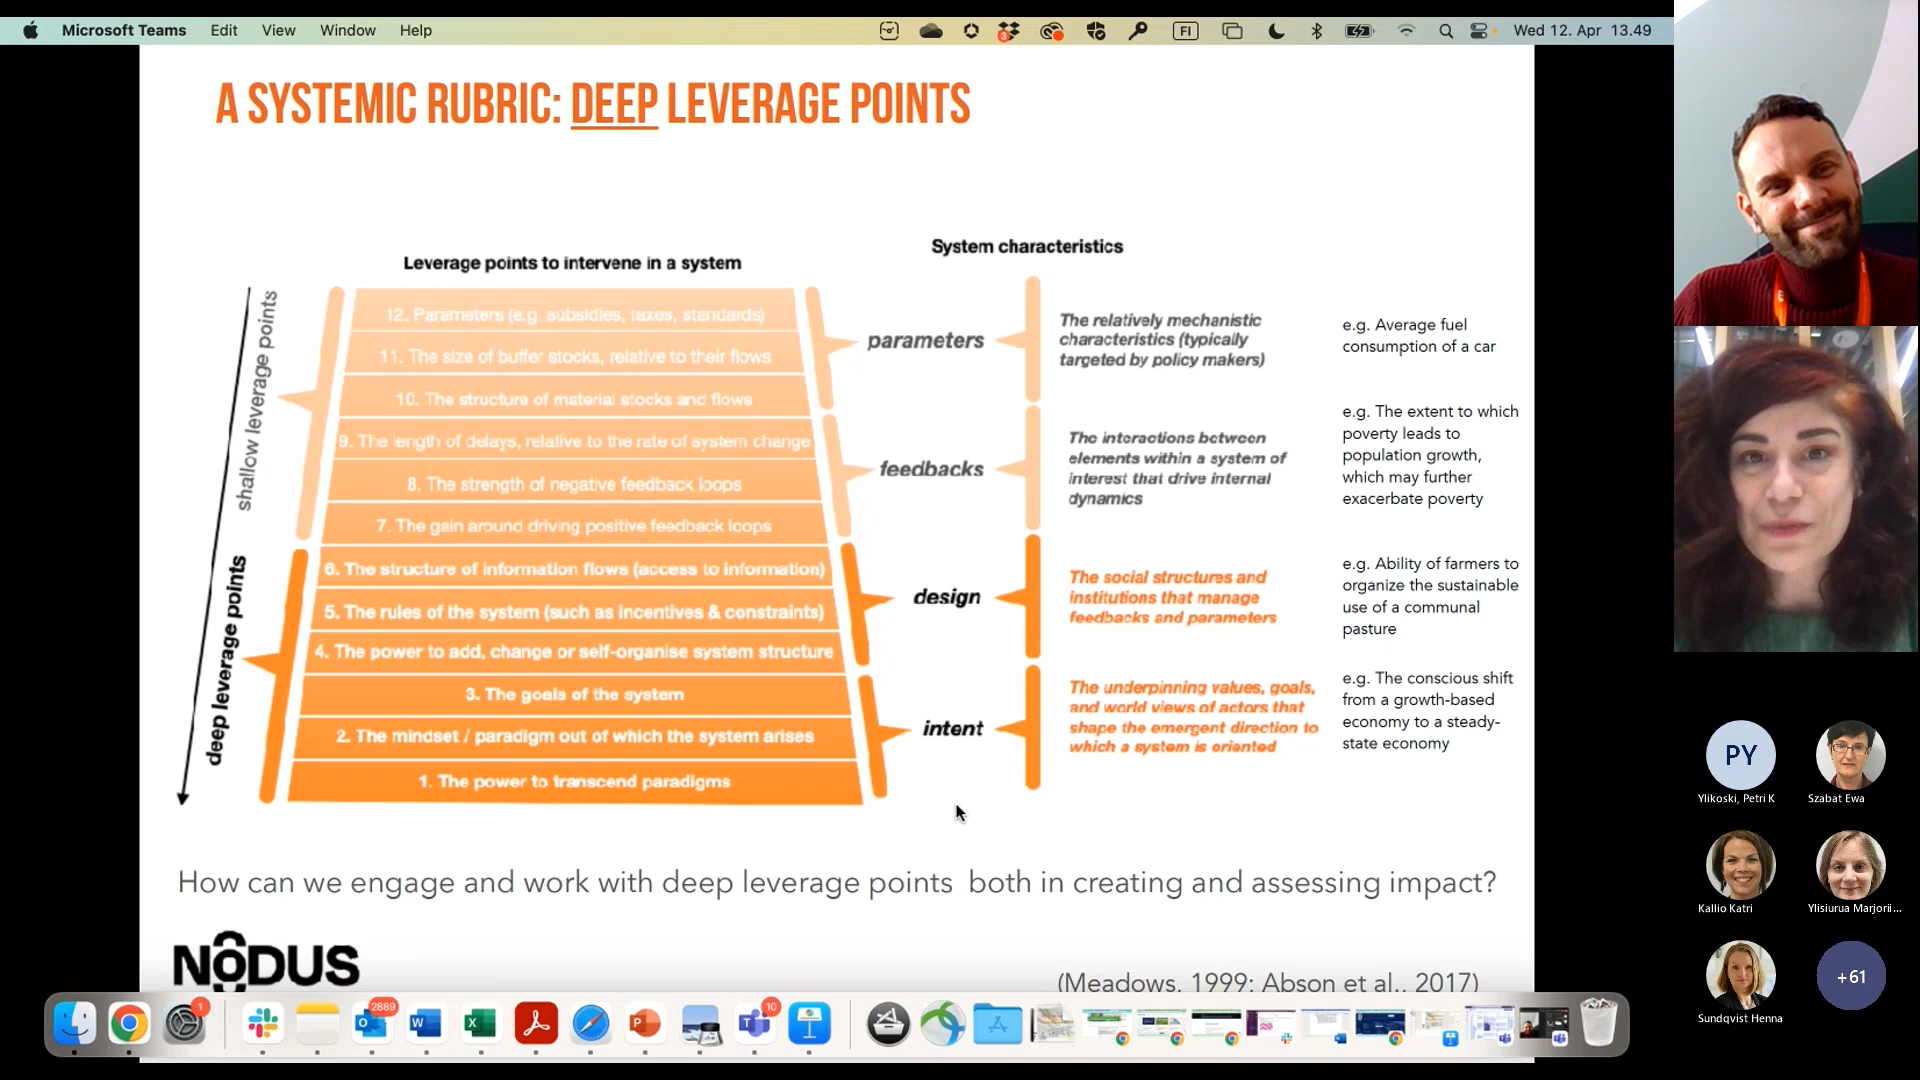 Microsoft Teams Edit View Window Help
3
FI
Wed 12. Apr 13.49
A SYSTEMIC RUBRIC: DEEP LEVERAGE POINTS
Leverage points to intervene in a system
System characteristics
shallow leverage points
deep leverage points
12. Parameters (e.g. subsidies, taxes, standards)
11. The size of buffer stocks, relative to their flows
10. The structure of material stocks and flows
9. The length of delays, relative to the rate of system change
8. The strength of negative feedback loops
7. The gain around driving positive feedback loops
6. The structure of information flows (access to information)
5. The rules of the system (such as incentives & constraints)
4. The power to add, change or self-organise system structure
3. The goals of the system
2. The mindset / paradigm out of which the system arises
1. The power to transcend paradigms
parameters
The relatively mechanistic
characteristics (typically
targeted by policy makers)
e.g. Average fuel
consumption of a car
feedbacks
The interactions between
elements within a system of
interest that drive internal
dynamics
e.g. The extent to which
poverty leads to
population growth,
which may further
exacerbate poverty
design
The social structures and
institutions that manage
feedbacks and parameters
e.g. Ability of farmers to
organize the sustainable
use of a communal
pasture
intent
The underpinning values, goals,
and world views of actors that
shape the emergent direction to
which a system is oriented
e.g. The conscious shift
from a growth-based
economy to a steady-
state economy
How can we engage and work with deep leverage points both in creating and assessing impact?
NODUS
(Meadows, 1999; Abson et al., 2017)
PY
Ylikoski, Petri K
Szabat Ewa
Kallio Katri
Ylisiurua Marjorii...
Sundqvist Henna
+61
1
2889
10